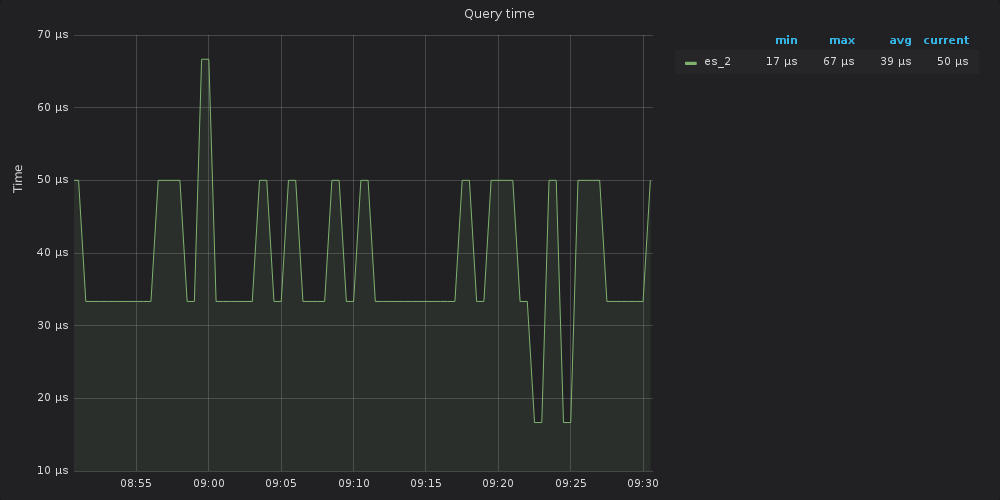 Query time
min max avg current
es_2 17 µs 67 µs 39 µs 50 µs
Time
70 µs
60 µs
50 µs
40 µs
30 µs
20 µs
10 µs
08:55 09:00 09:05 09:10 09:15 09:20 09:25 09:30